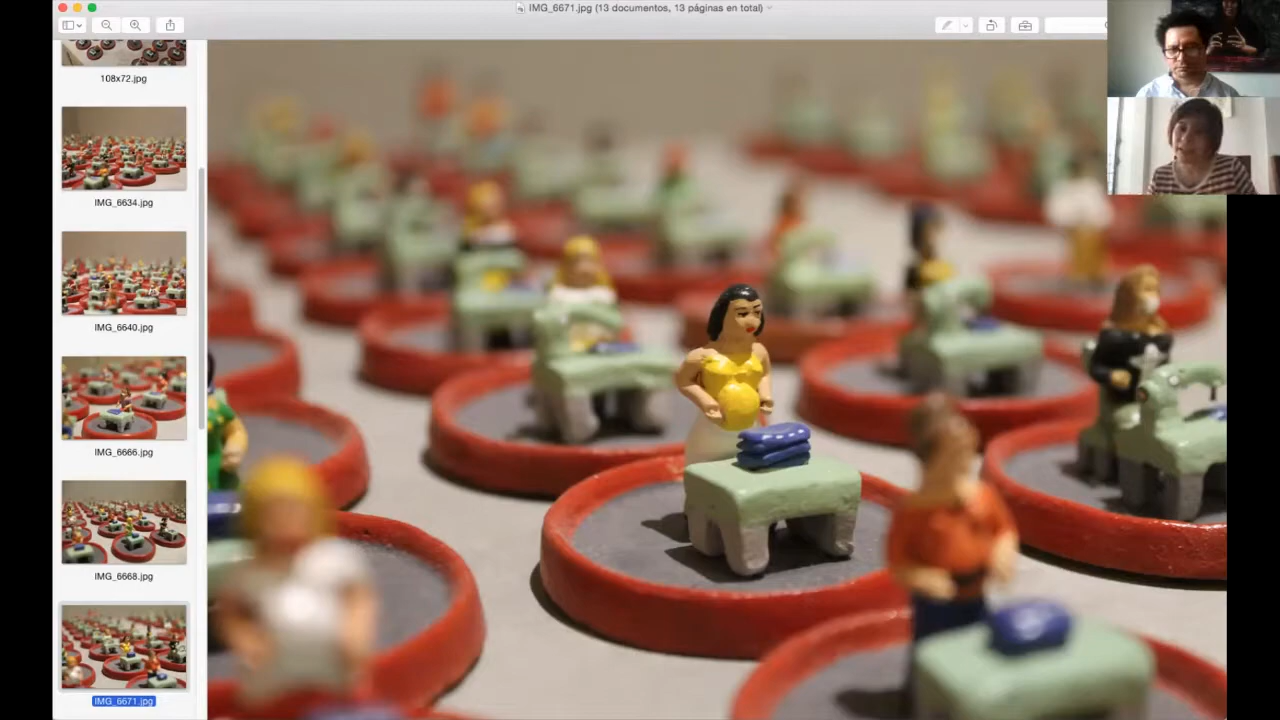 IMG_6671.jpg (13 documentos, 13 páginas en total)
108x72.jpg
IMG_6634.jpg
IMG_6640.jpg
IMG_6666.jpg
IMG_6668.jpg
IMG_6671.jpg